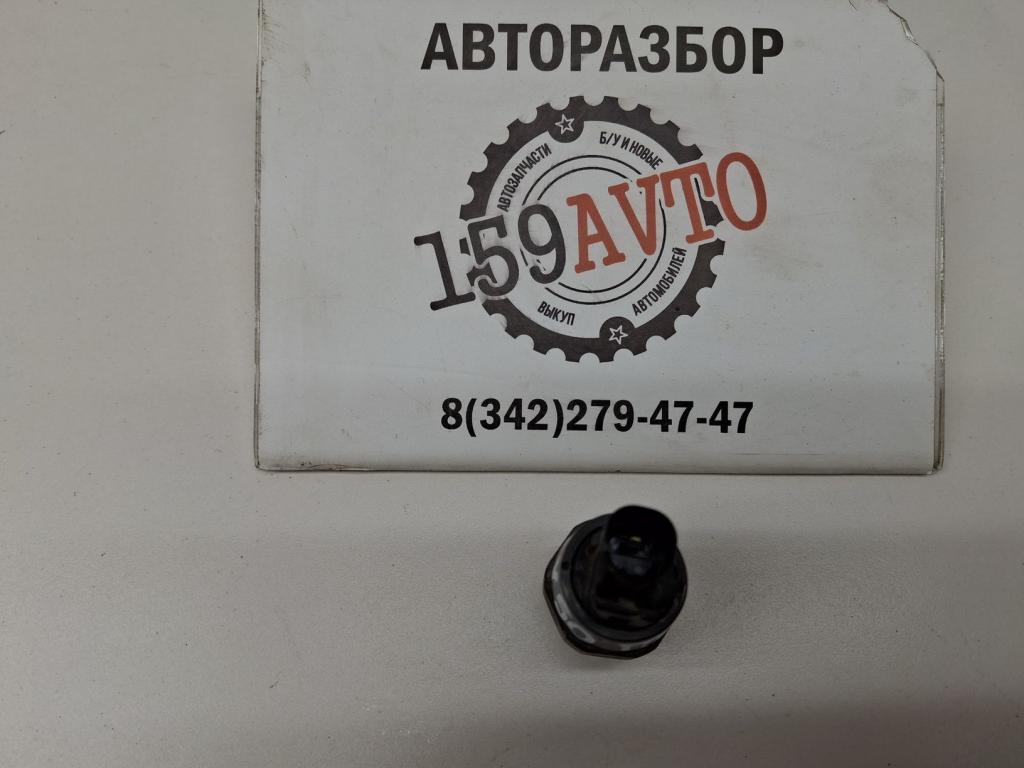 АВТОРАЗБОР
АВТОЗАПЧАСТИ
Б/У И НОВЫЕ
159AVTO
ВЫКУП
АВТОМОБИЛЕЙ
8(342)279-47-47